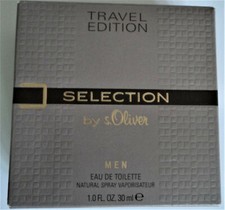 TRAVEL
EDITION
SELECTION
by s.Oliver
MEN
EAU DE TOILETTE
NATURAL SPRAY VAPORISATEUR
1.0 FL. OZ. 30 ml ℮